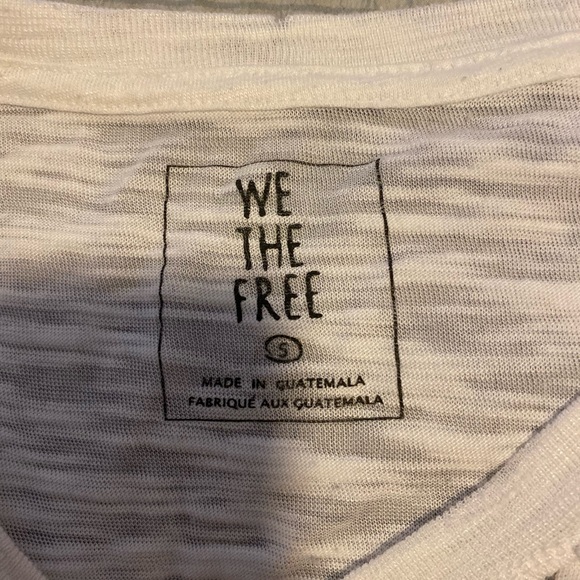 WE
THE
FREE
S
MADE IN GUATEMALA
FABRIQUÉ AUX GUATEMALA